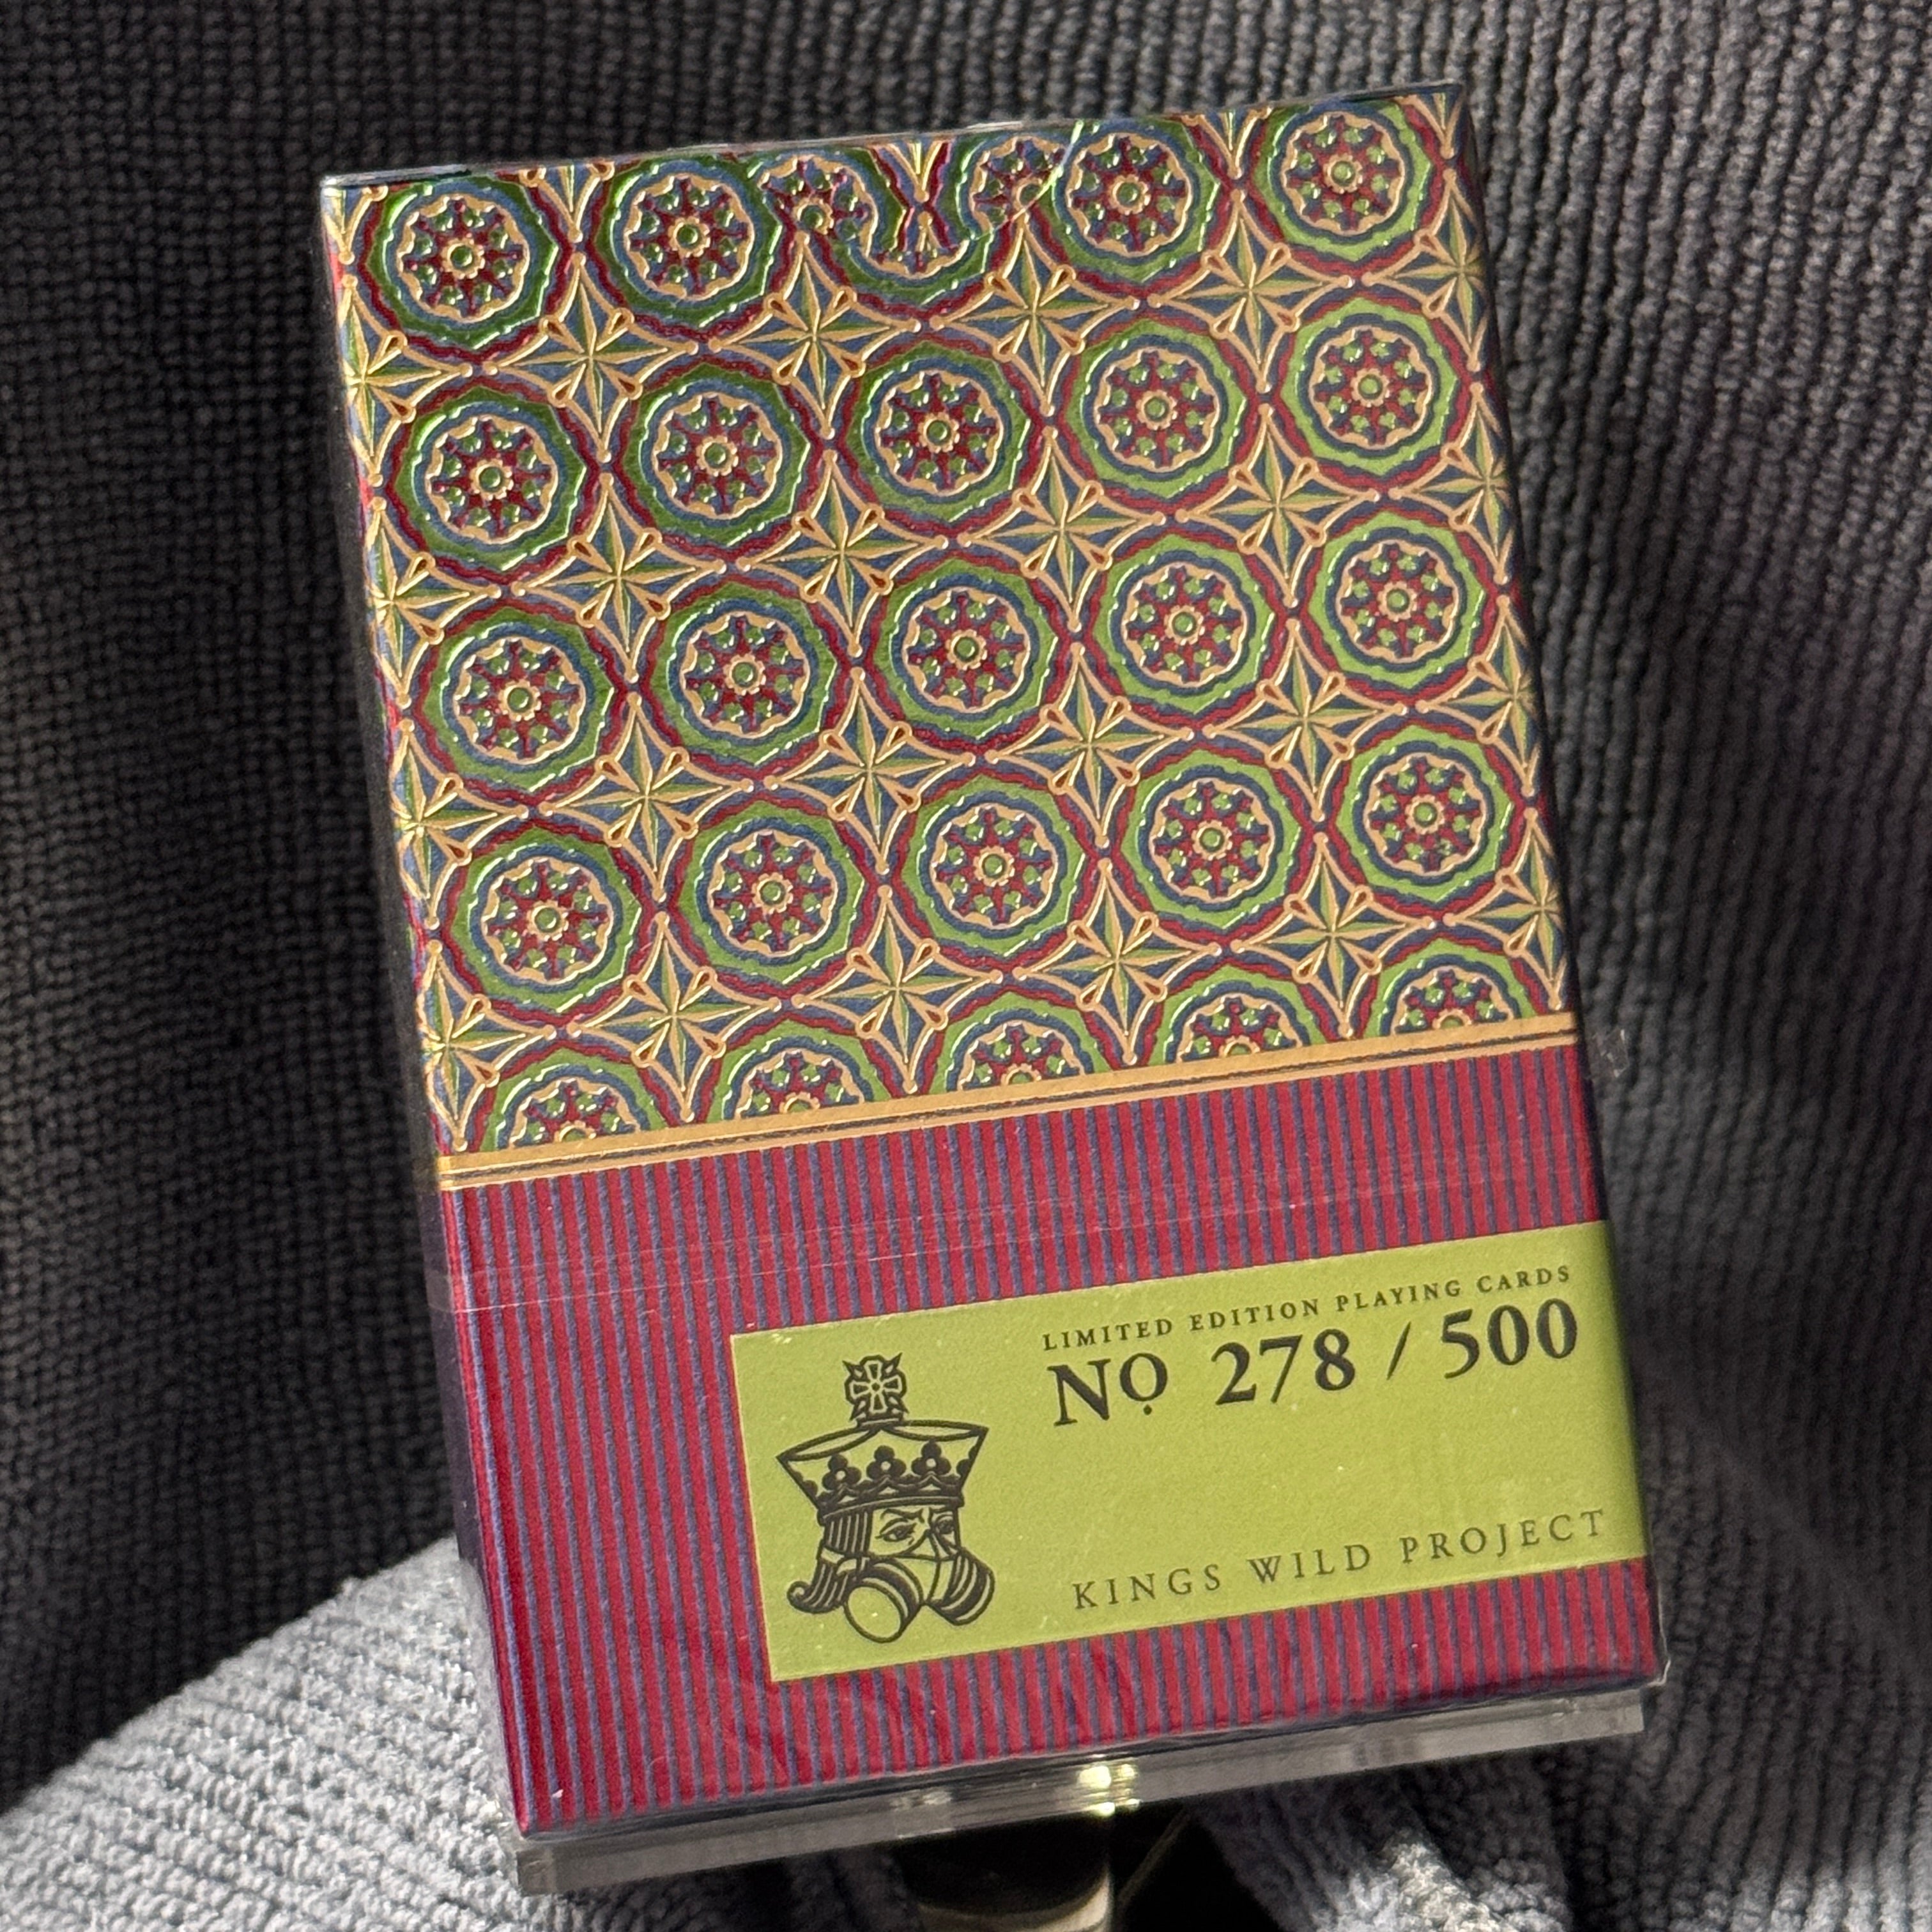 LIMITED EDITION PLAYING CARDS
NO. 278 / 500
KINGS WILD PROJECT